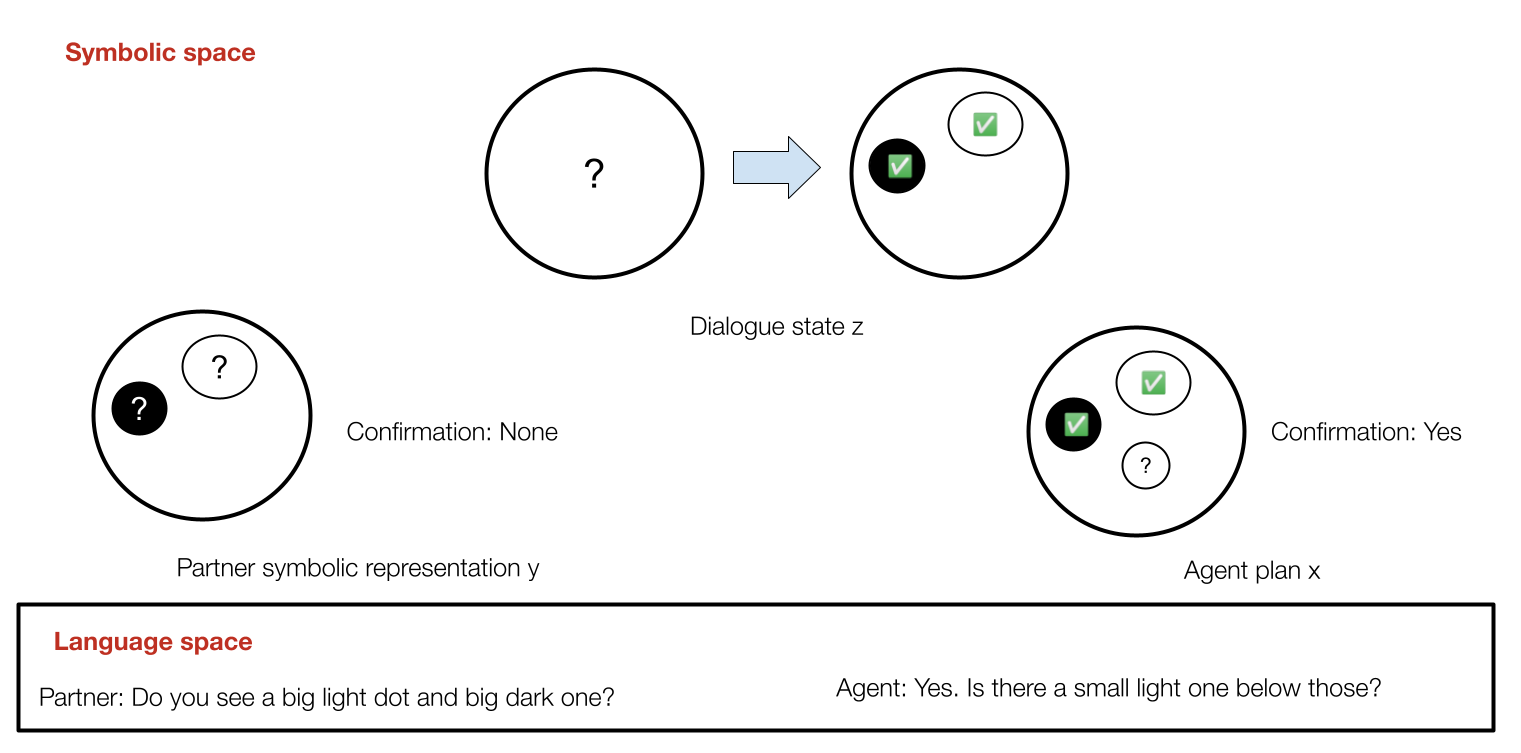 Symbolic space
?
✅
✅
Dialogue state z
?
?
Confirmation: None
Partner symbolic representation y
✅
✅
?
Confirmation: Yes
Agent plan x
Language space
Partner: Do you see a big light dot and big dark one?
Agent: Yes. Is there a small light one below those?